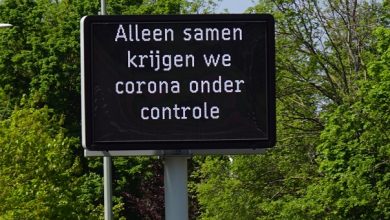 Alleen samen
krijgen we
corona onder
controle